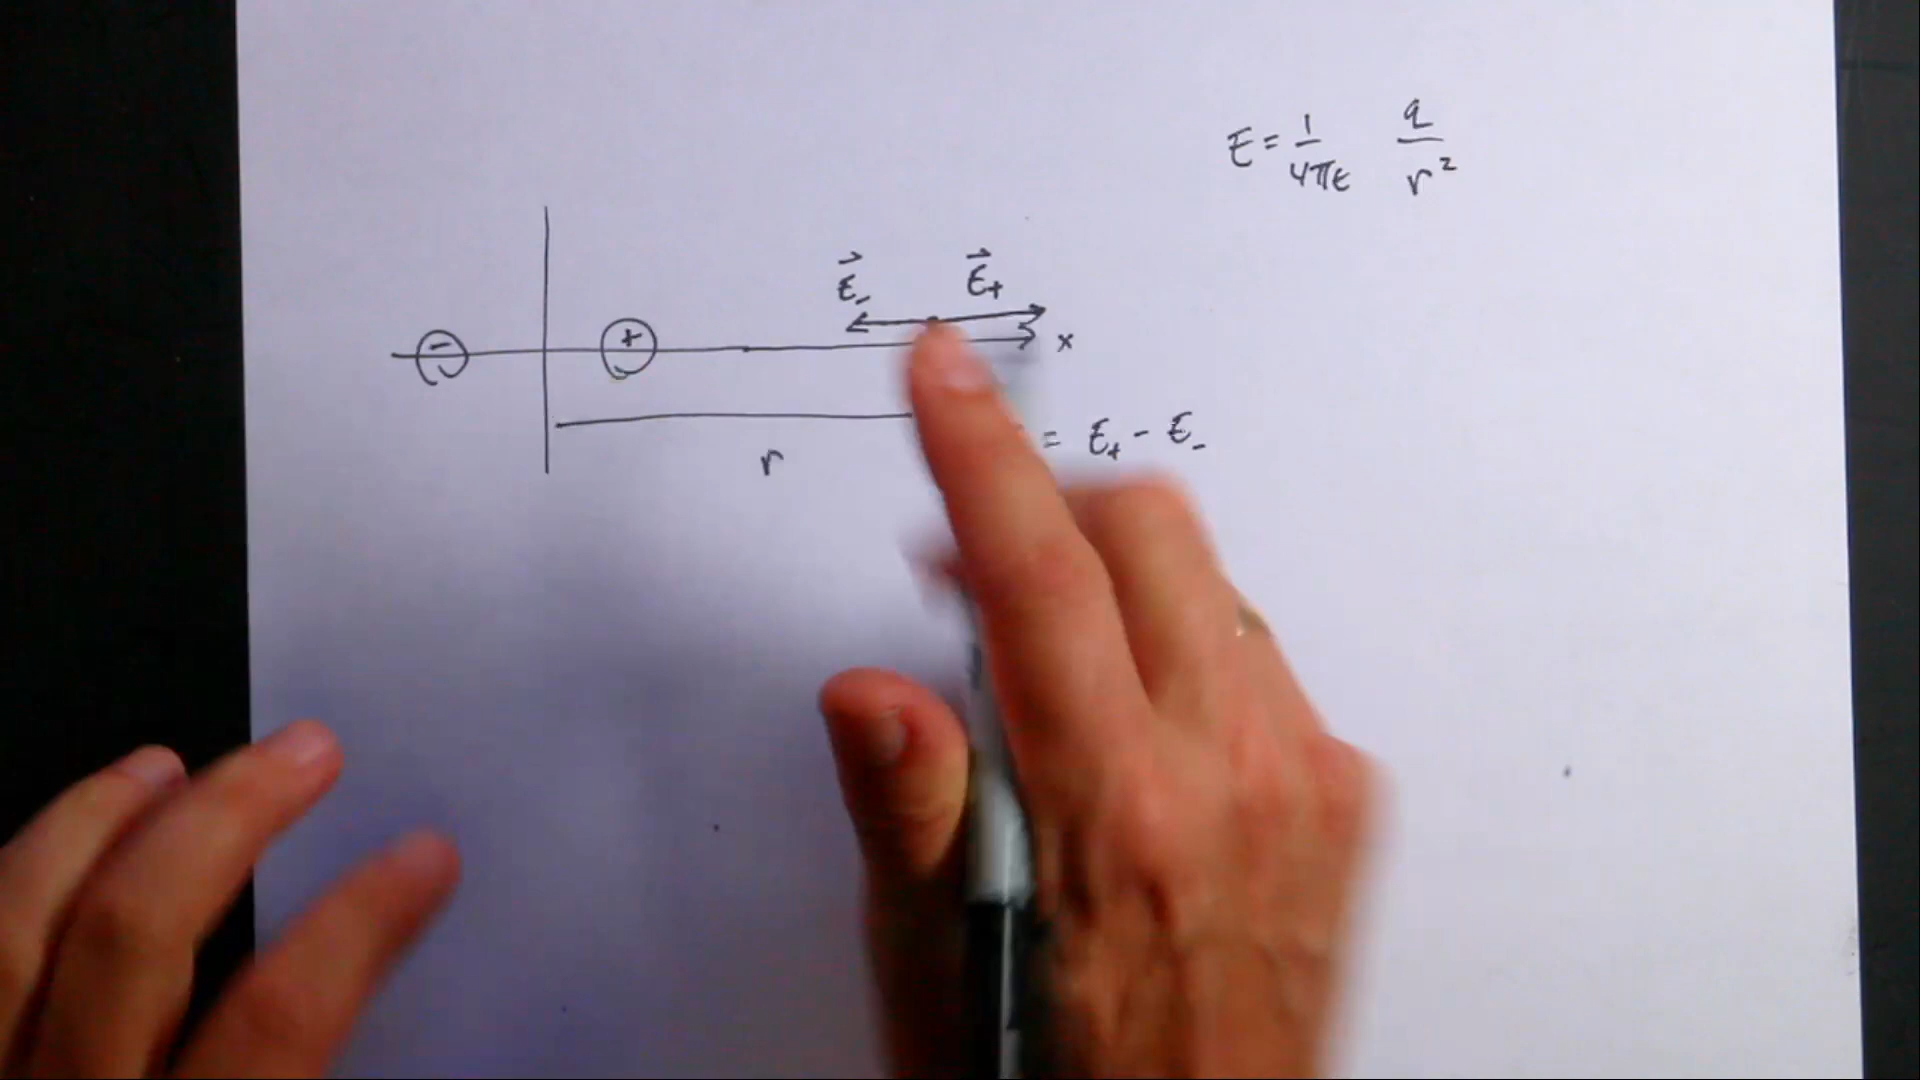 E = 1/4πε q/r²
E⃗₋ E⃗₊
- + x
= E₊ - E₋
r